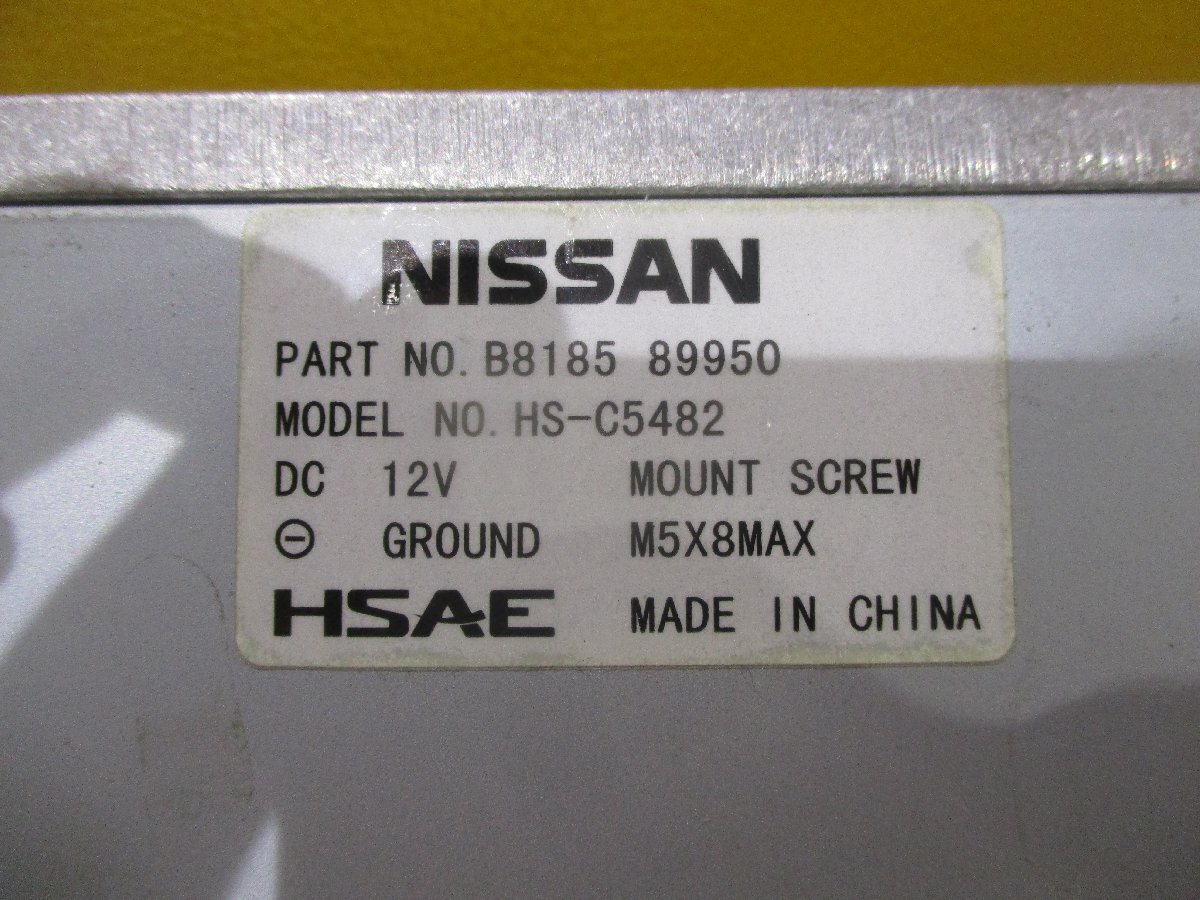 NISSAN
PART NO. B8185 89950
MODEL NO. HS-C5482
DC 12V MOUNT SCREW
⊖ GROUND M5X8MAX
HSAE MADE IN CHINA